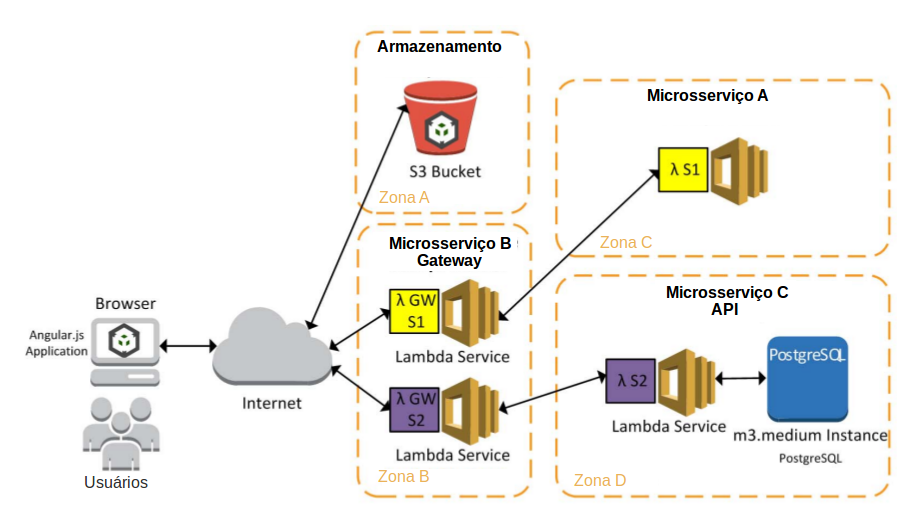 Armazenamento
S3 Bucket
Zona A
Microsserviço A
λ S1
Zona C
Microsserviço B
Gateway
λ GW
S1
Lambda Service
λ GW
S2
Lambda Service
Zona B
Microsserviço C
API
λ S2
Lambda Service
PostgreSQL
m3.medium Instance
PostgreSQL
Zona D
Browser
Angular.js
Application
Internet
Usuários